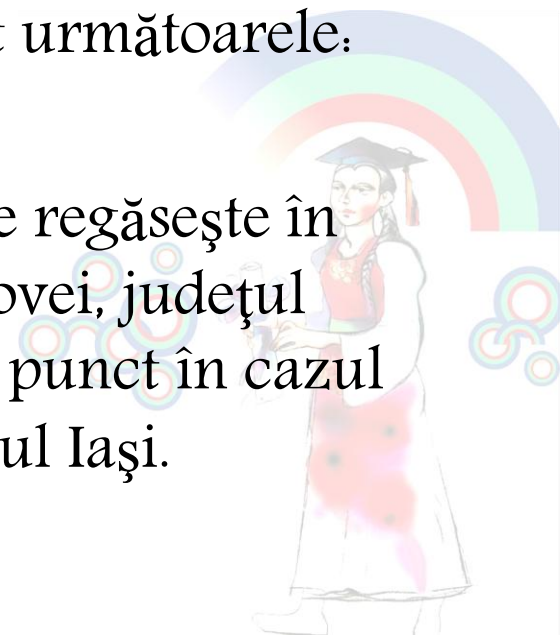 t următoarele:
e regăseşte în
ovei, judeţul
punct în cazul
ul Iaşi.